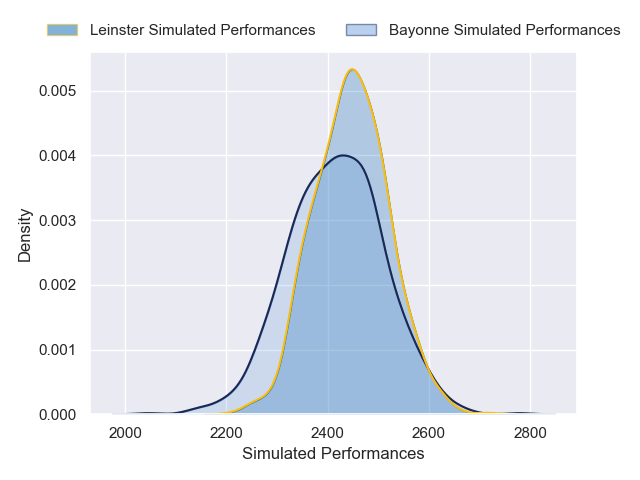 Leinster Simulated Performances
Bayonne Simulated Performances
Density
0.005
0.004
0.003
0.002
0.001
0.000
2000 2200 2400 2600 2800
Simulated Performances